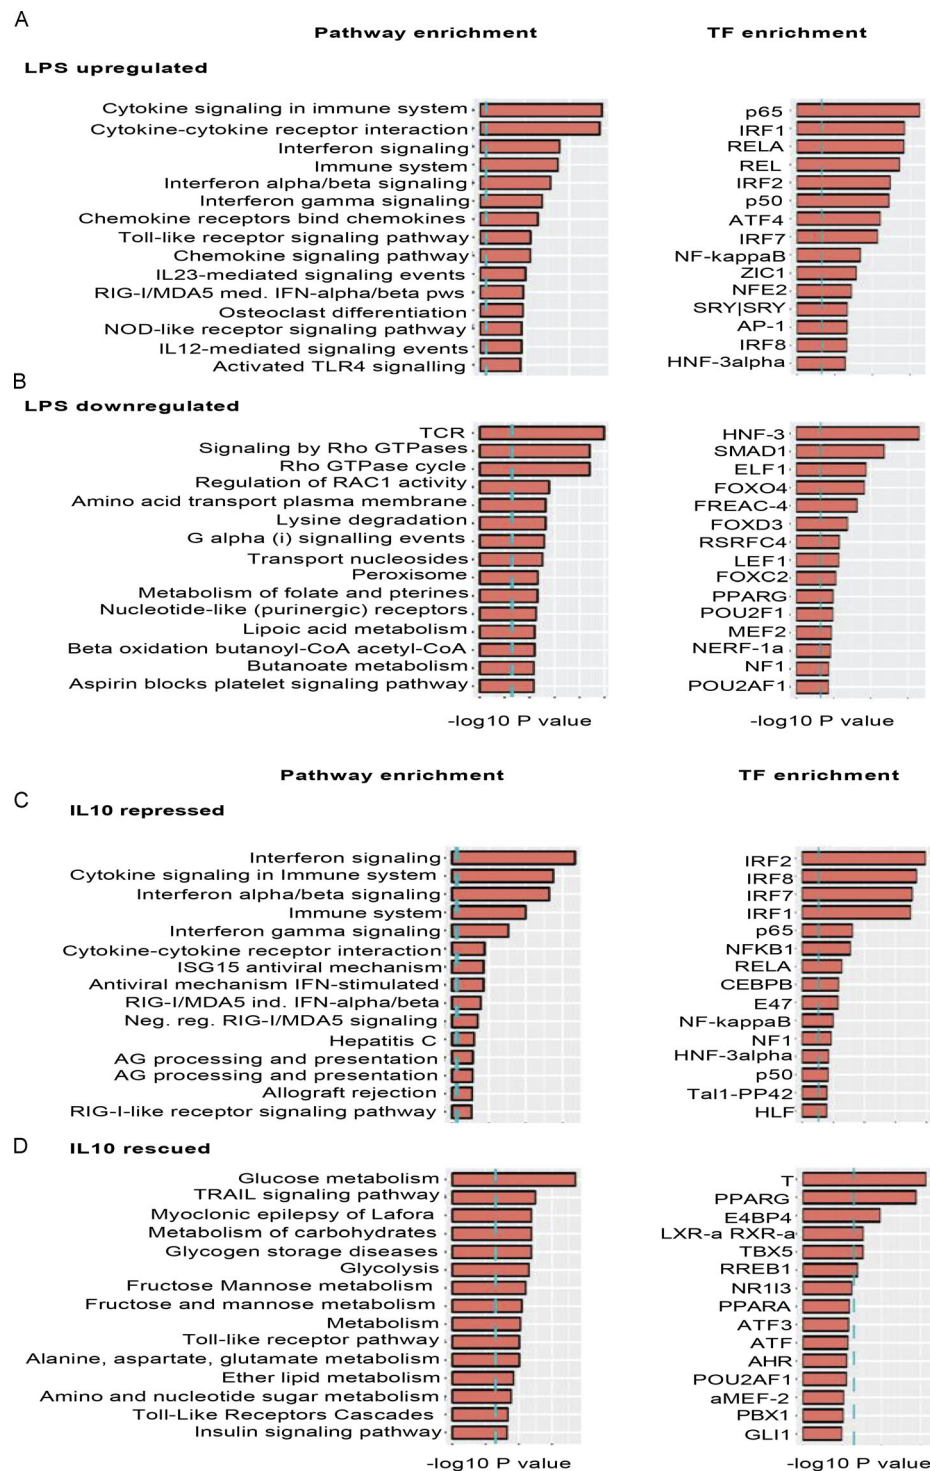 A
Pathway enrichment
TF enrichment
LPS upregulated
Cytokine signaling in immune system
Cytokine-cytokine receptor interaction
Interferon signaling
Immune system
Interferon alpha/beta signaling
Interferon gamma signaling
Chemokine receptors bind chemokines
Toll-like receptor signaling pathway
Chemokine signaling pathway
IL23-mediated signaling events
RIG-I/MDA5 med. IFN-alpha/beta pws
Osteoclast differentiation
NOD-like receptor signaling pathway
IL12-mediated signaling events
Activated TLR4 signalling
p65
IRF1
RELA
REL
IRF2
p50
ATF4
IRF7
NF-kappaB
ZIC1
NFE2
SRY|SRY
AP-1
IRF8
HNF-3alpha
B
LPS downregulated
TCR
Signaling by Rho GTPases
Rho GTPase cycle
Regulation of RAC1 activity
Amino acid transport plasma membrane
Lysine degradation
G alpha (i) signalling events
Transport nucleosides
Peroxisome
Metabolism of folate and pterines
Nucleotide-like (purinergic) receptors
Lipoic acid metabolism
Beta oxidation butanoyl-CoA acetyl-CoA
Butanoate metabolism
Aspirin blocks platelet signaling pathway
-log10 P value
HNF-3
SMAD1
ELF1
FOXO4
FREAC-4
FOXD3
RSRFC4
LEF1
FOXC2
PPARG
POU2F1
MEF2
NERF-1a
NF1
POU2AF1
-log10 P value
Pathway enrichment
TF enrichment
C
IL10 repressed
Interferon signaling
Cytokine signaling in Immune system
Interferon alpha/beta signaling
Immune system
Interferon gamma signaling
Cytokine-cytokine receptor interaction
ISG15 antiviral mechanism
Antiviral mechanism IFN-stimulated
RIG-I/MDA5 ind. IFN-alpha/beta
Neg. reg. RIG-I/MDA5 signaling
Hepatitis C
AG processing and presentation
AG processing and presentation
Allograft rejection
RIG-I-like receptor signaling pathway
IRF2
IRF8
IRF7
IRF1
p65
NFKB1
RELA
CEBPB
E47
NF-kappaB
NF1
HNF-3alpha
p50
Tal1-PP42
HLF
D
IL10 rescued
Glucose metabolism
TRAIL signaling pathway
Myoclonic epilepsy of Lafora
Metabolism of carbohydrates
Glycogen storage diseases
Glycolysis
Fructose Mannose metabolism
Fructose and mannose metabolism
Metabolism
Toll-like receptor pathway
Alanine, aspartate, glutamate metabolism
Ether lipid metabolism
Amino and nucleotide sugar metabolism
Toll-Like Receptors Cascades
Insulin signaling pathway
-log10 P value
T
PPARG
E4BP4
LXR-a RXR-a
TBX5
RREB1
NR1I3
PPARA
ATF3
ATF
AHR
POU2AF1
aMEF-2
PBX1
GLI1
-log10 P value